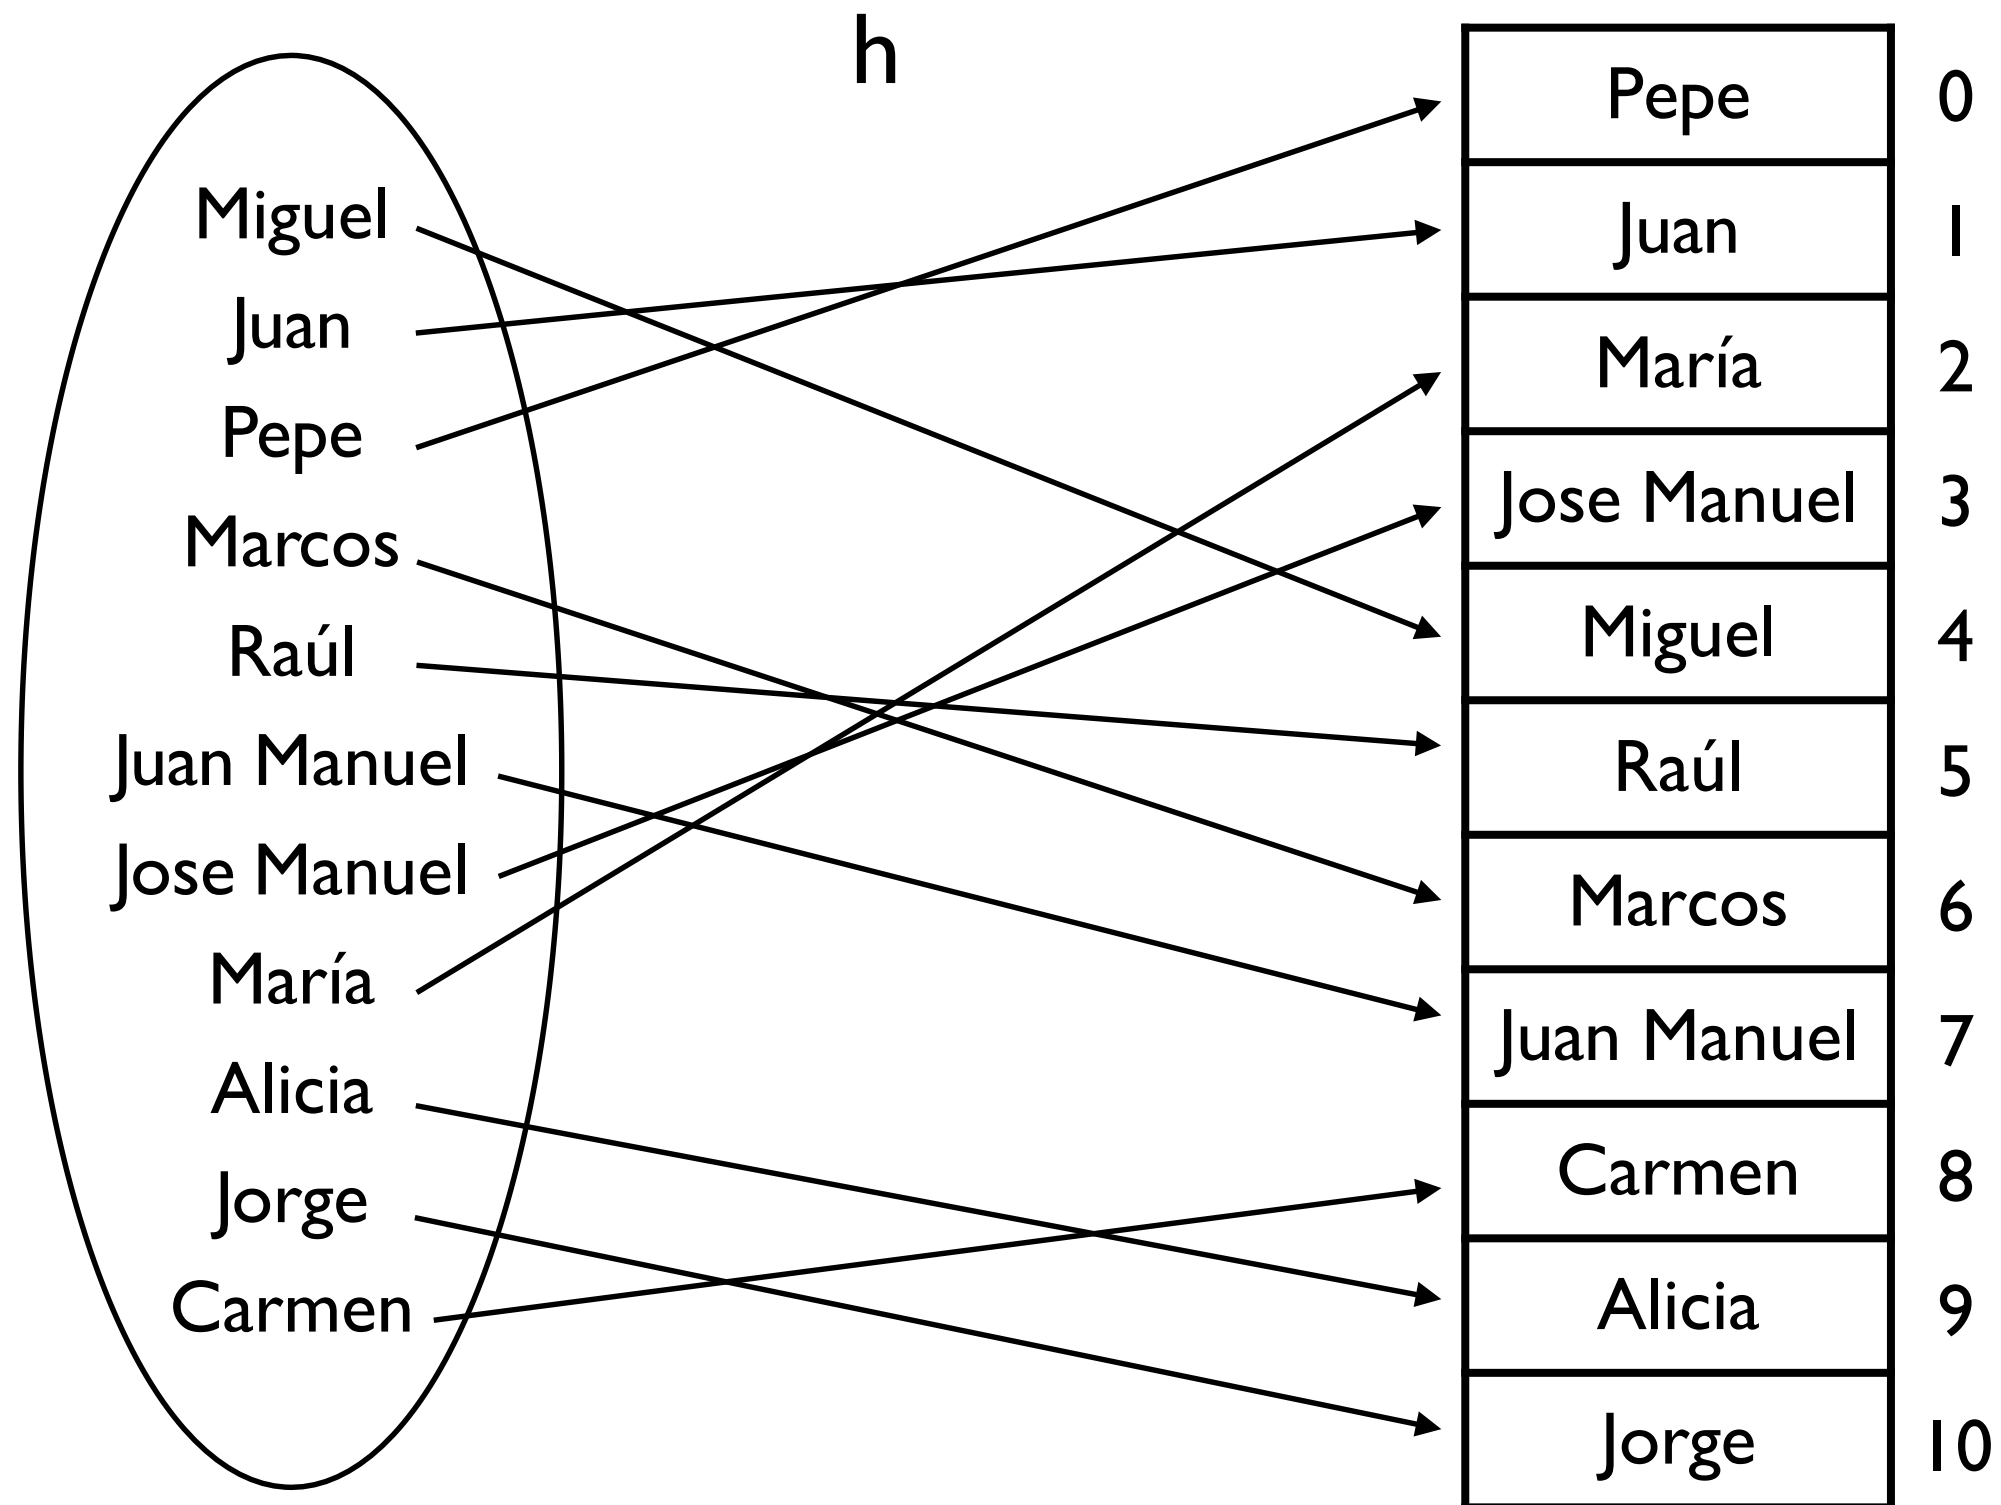 h
Miguel
Juan
Pepe
Marcos
Raúl
Juan Manuel
Jose Manuel
María
Alicia
Jorge
Carmen
Pepe 0
Juan 1
María 2
Jose Manuel 3
Miguel 4
Raúl 5
Marcos 6
Juan Manuel 7
Carmen 8
Alicia 9
Jorge 10